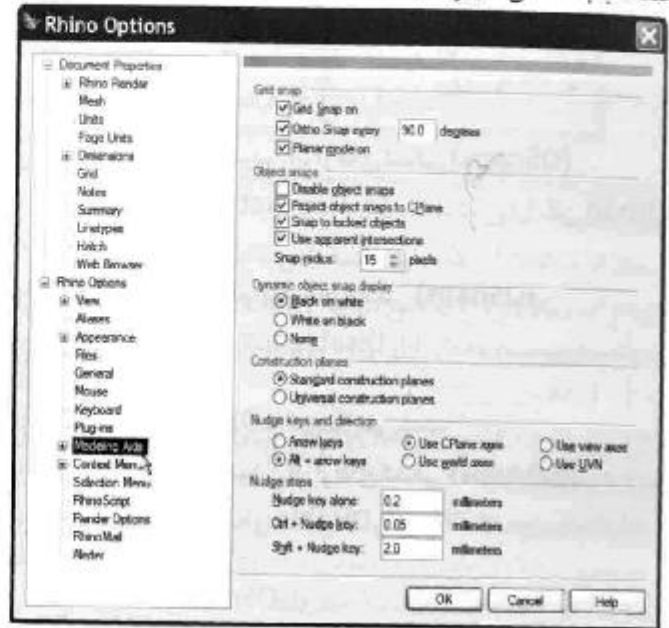 Rhino Options
Document Properties
Rhino Render
Mesh
Units
Page Units
Dimensions
Grid
Notes
Summary
Linetypes
Hatch
Web Browser
Rhino Options
View
Aliases
Appearance
Files
General
Mouse
Keyboard
Plug-ins
Modeling Aids
Context Menu
Selection Menu
RhinoScript
Render Options
RhinoMail
Alerter
Grid snap
Grid Snap on
Ortho Snap every 90.0 degrees
Planar mode on
Object snaps
Disable object snaps
Project object snaps to CPlane
Snap to locked objects
Use apparent intersections
Snap radius: 15 pixels
Dynamic object snap display
Black on white
White on black
None
Construction planes
Standard construction planes
Universal construction planes
Nudge keys and direction
Arrow keys Use CPlane axes Use view axes
Alt + arrow keys Use world axes Use UVN
Nudge steps
Nudge key alone: 0.2 millimeters
Ctrl + Nudge key: 0.05 millimeters
Shift + Nudge key: 2.0 millimeters
OK Cancel Help